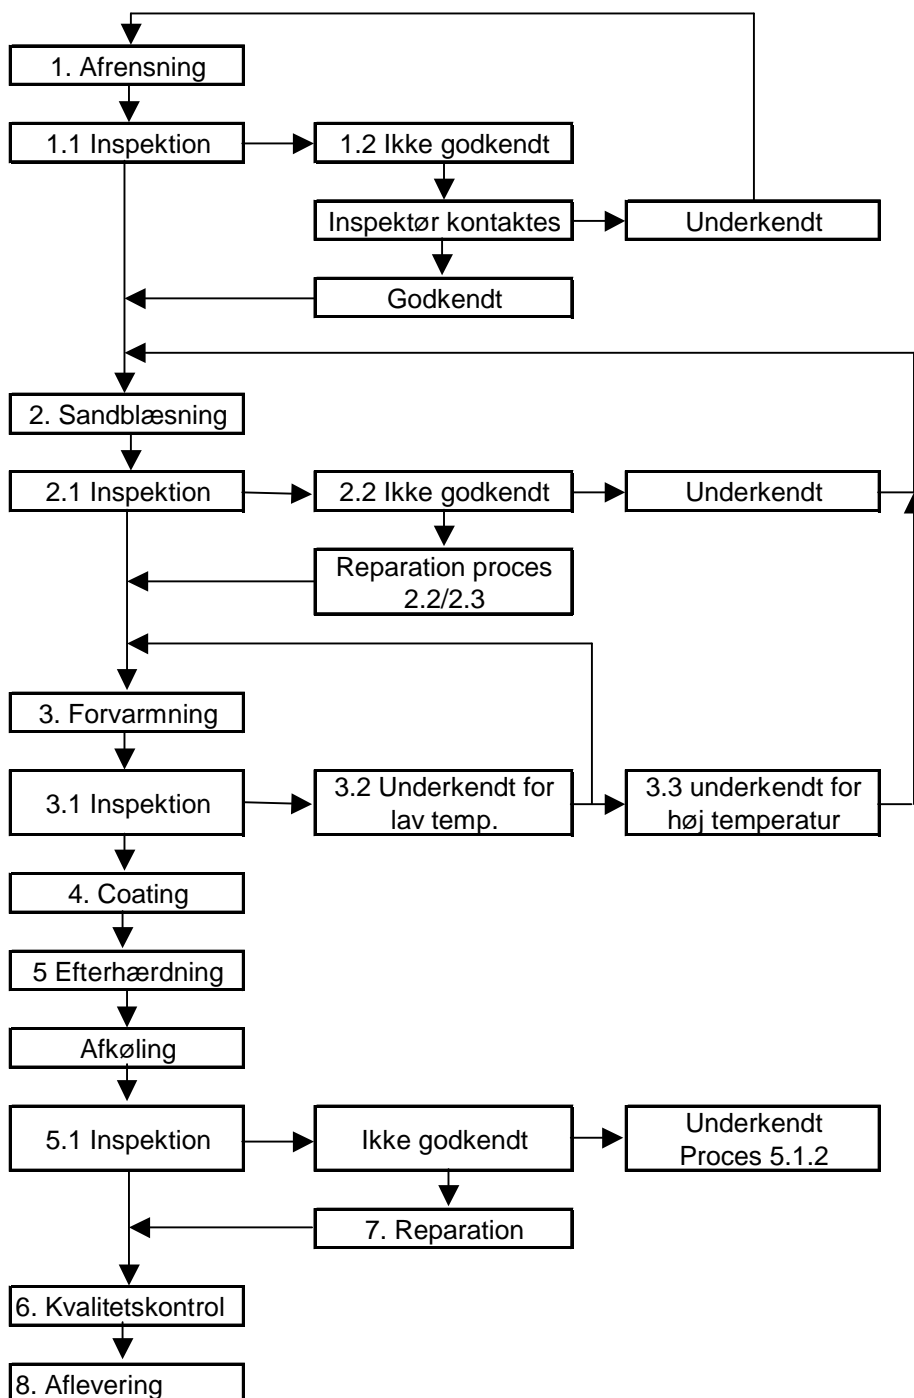 1. Afrensning
1.1 Inspektion
1.2 Ikke godkendt
Inspektør kontaktes
Underkendt
Godkendt
2. Sandblæsning
2.1 Inspektion
2.2 Ikke godkendt
Underkendt
Reparation proces
2.2/2.3
3. Forvarmning
3.1 Inspektion
3.2 Underkendt for
lav temp.
3.3 underkendt for
høj temperatur
4. Coating
5 Efterhærdning
Afkøling
5.1 Inspektion
Ikke godkendt
Underkendt
Proces 5.1.2
7. Reparation
6. Kvalitetskontrol
8. Aflevering